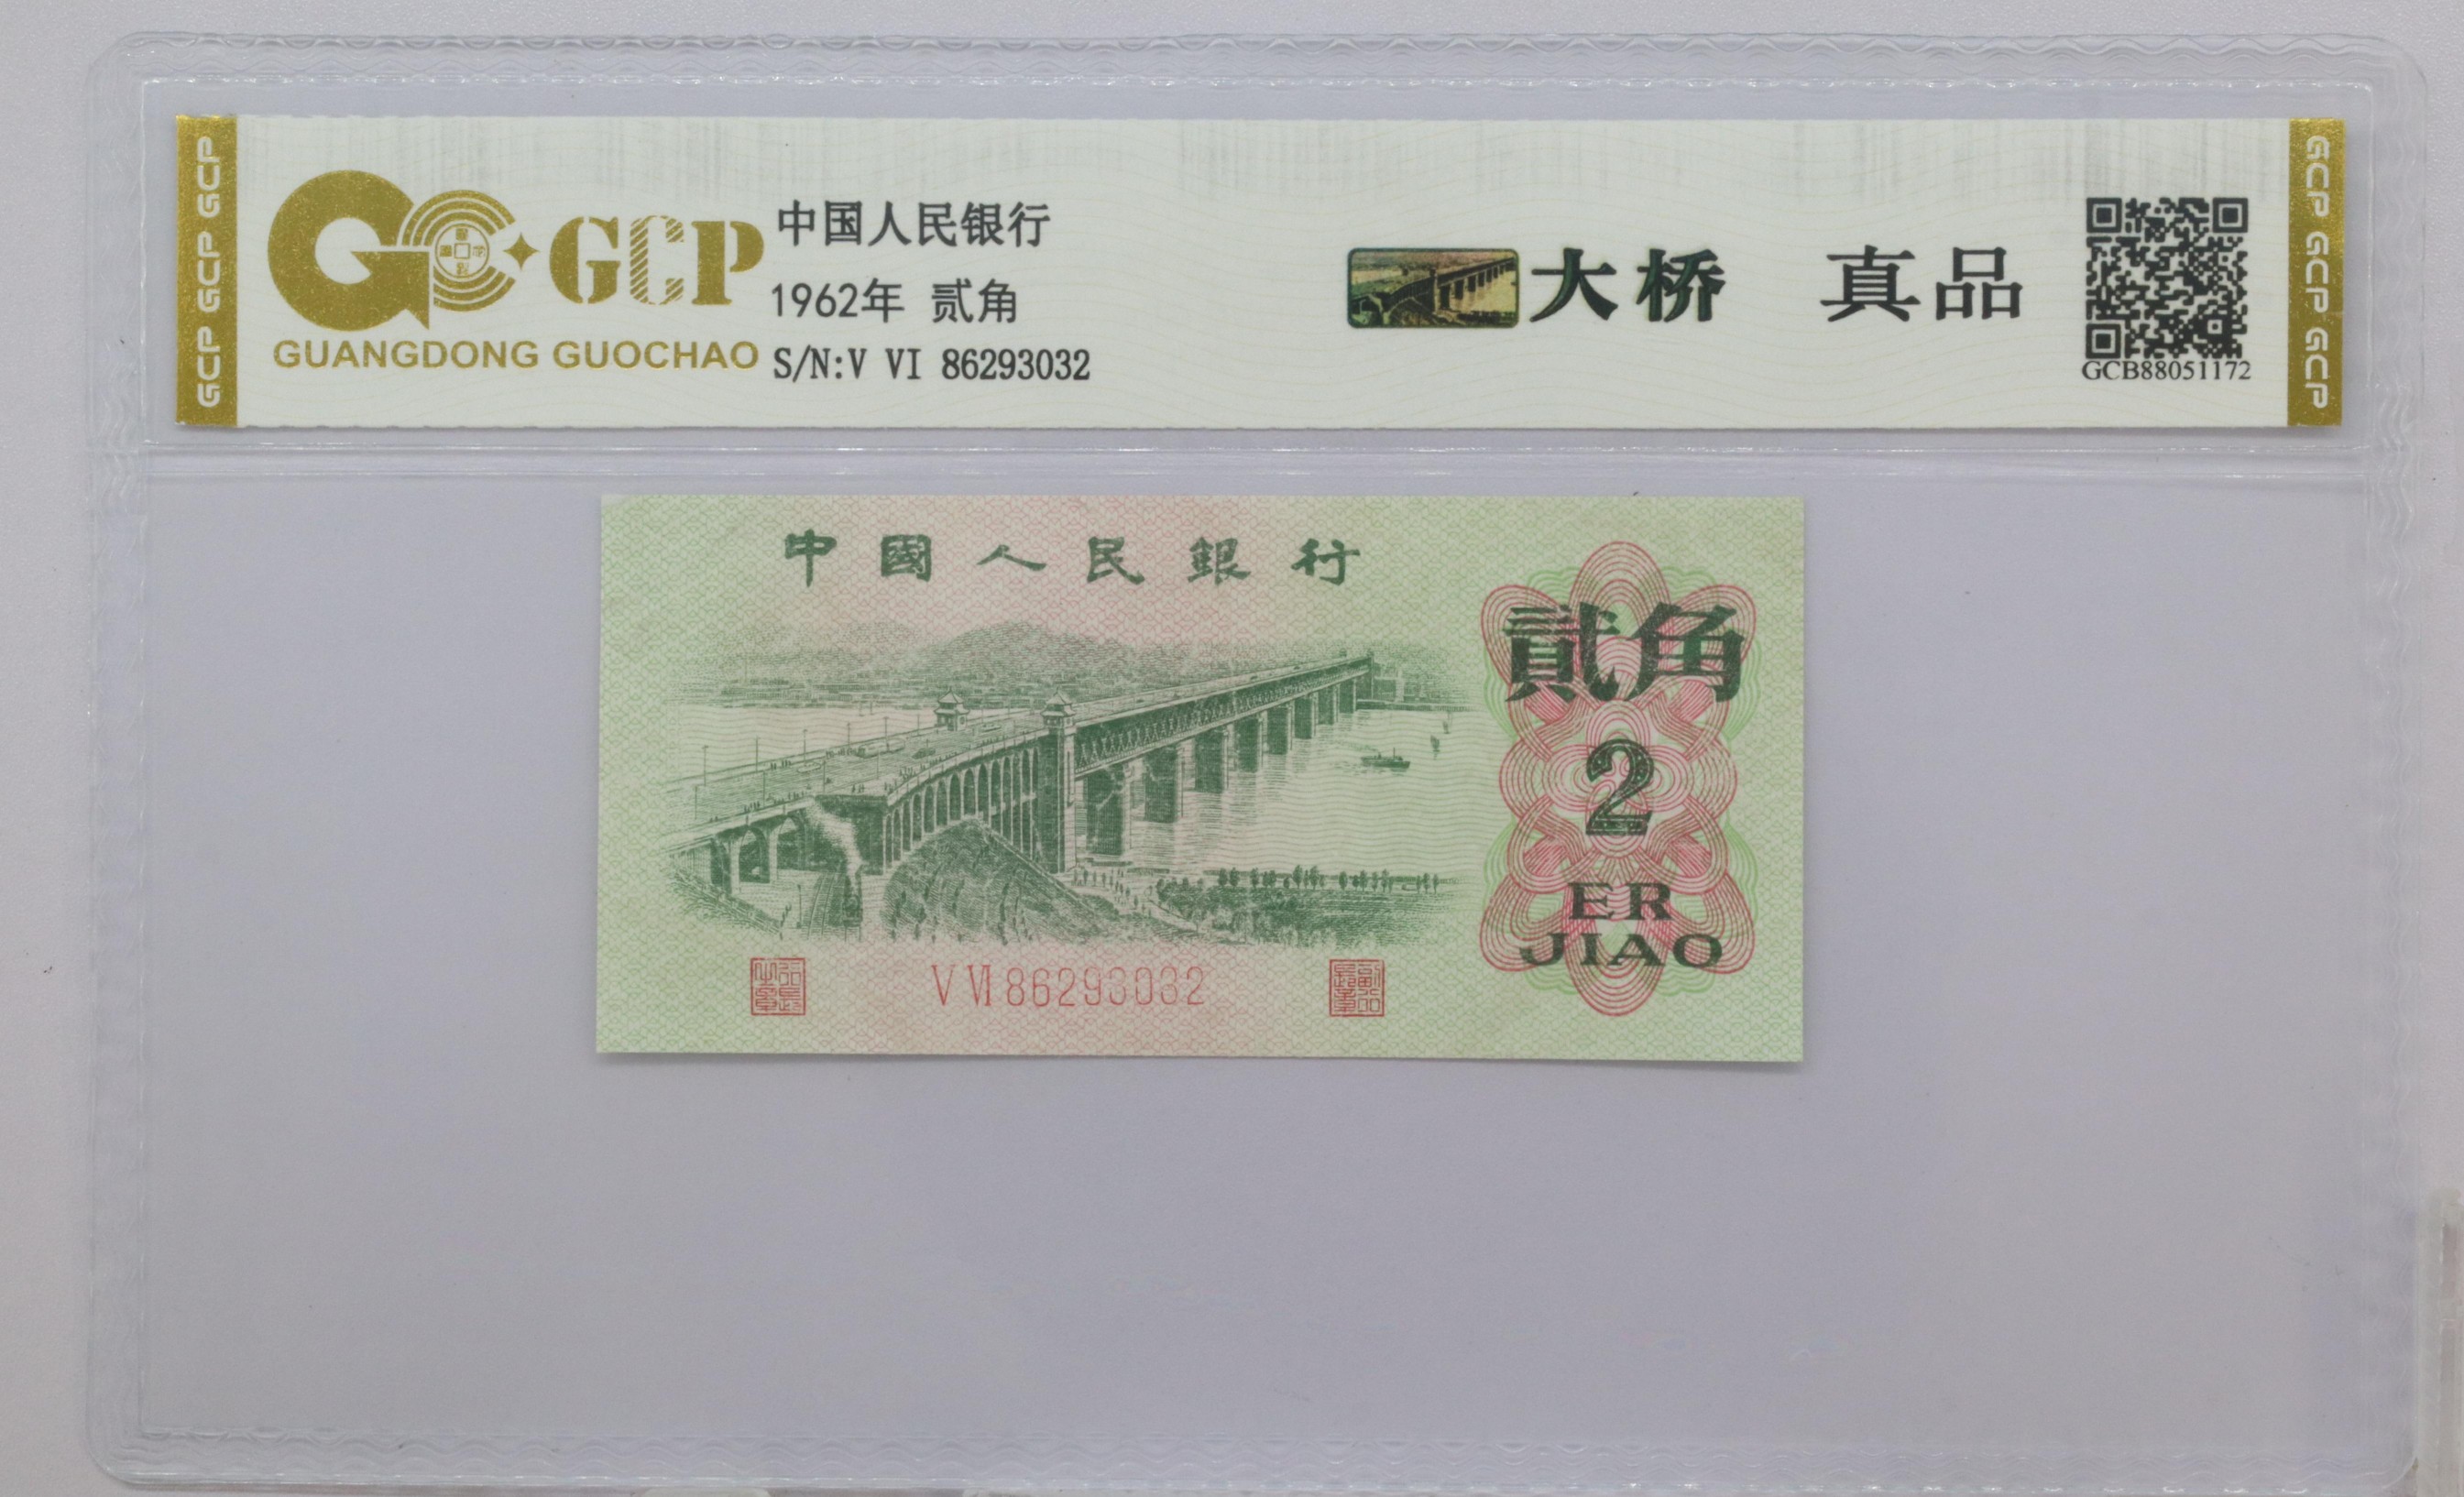 GCP GCP GCP
GCP
GUANGDONG GUOCHAO
中国人民银行
1962年 贰角
S/N:V VI 86293032
大桥 真品
GCB88051172
GCP GCP GCP
中國人民銀行
貳角
2
ER
JIAO
V VI 86293032